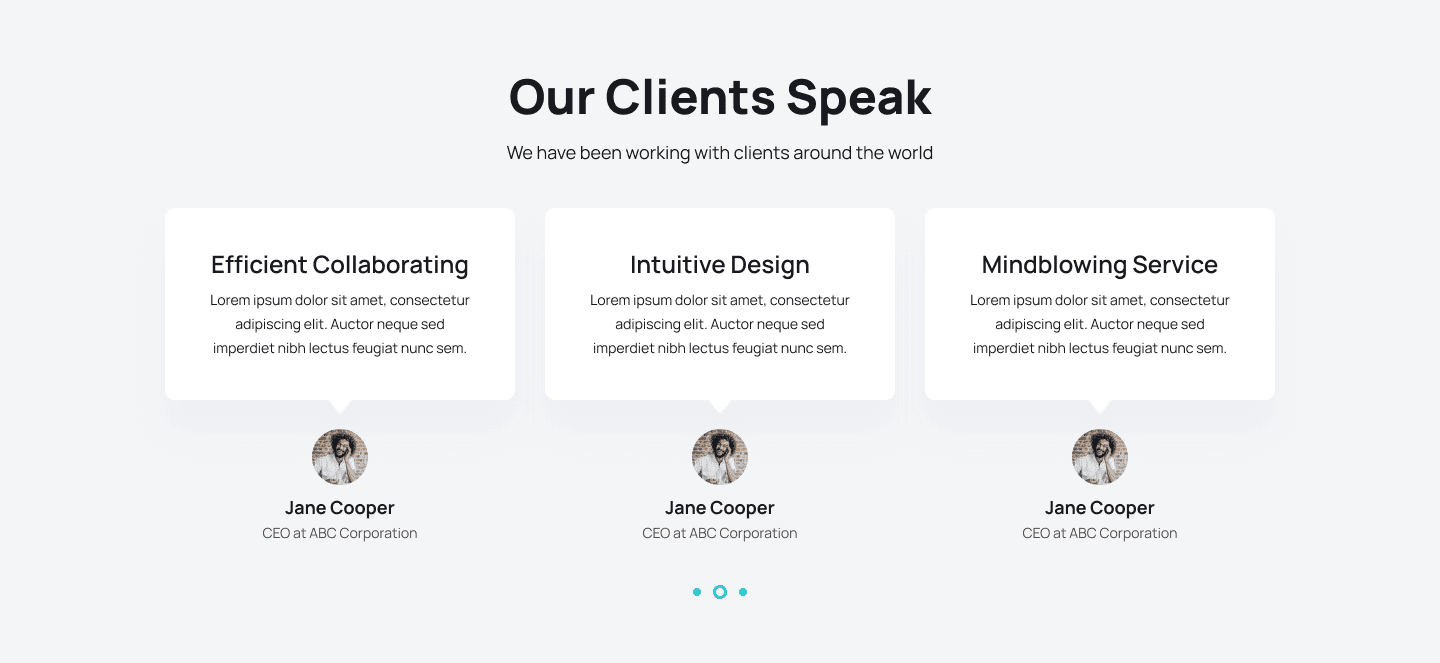 Our Clients Speak
We have been working with clients around the world
Efficient Collaborating
Lorem ipsum dolor sit amet, consectetur
adipiscing elit. Auctor neque sed
imperdiet nibh lectus feugiat nunc sem.
Jane Cooper
CEO at ABC Corporation
Intuitive Design
Lorem ipsum dolor sit amet, consectetur
adipiscing elit. Auctor neque sed
imperdiet nibh lectus feugiat nunc sem.
Jane Cooper
CEO at ABC Corporation
Mindblowing Service
Lorem ipsum dolor sit amet, consectetur
adipiscing elit. Auctor neque sed
imperdiet nibh lectus feugiat nunc sem.
Jane Cooper
CEO at ABC Corporation